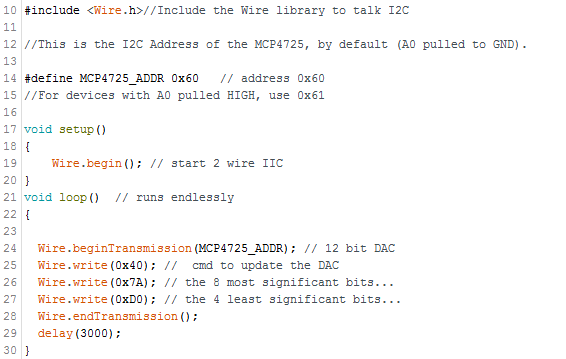 10 #include <Wire.h>//Include the Wire library to talk I2C
11
12 //This is the I2C Address of the MCP4725, by default (A0 pulled to GND).
13
14 #define MCP4725_ADDR 0x60   // address 0x60
15 //For devices with A0 pulled HIGH, use 0x61
16
17 void setup()
18 {
19     Wire.begin(); // start 2 wire IIC
20 }
21 void loop()  // runs endlessly
22 {
23
24   Wire.beginTransmission(MCP4725_ADDR); // 12 bit DAC
25   Wire.write(0x40); //  cmd to update the DAC
26   Wire.write(0x7A); // the 8 most significant bits...
27   Wire.write(0xD0); // the 4 least significant bits...
28   Wire.endTransmission();
29   delay(3000);
30 }